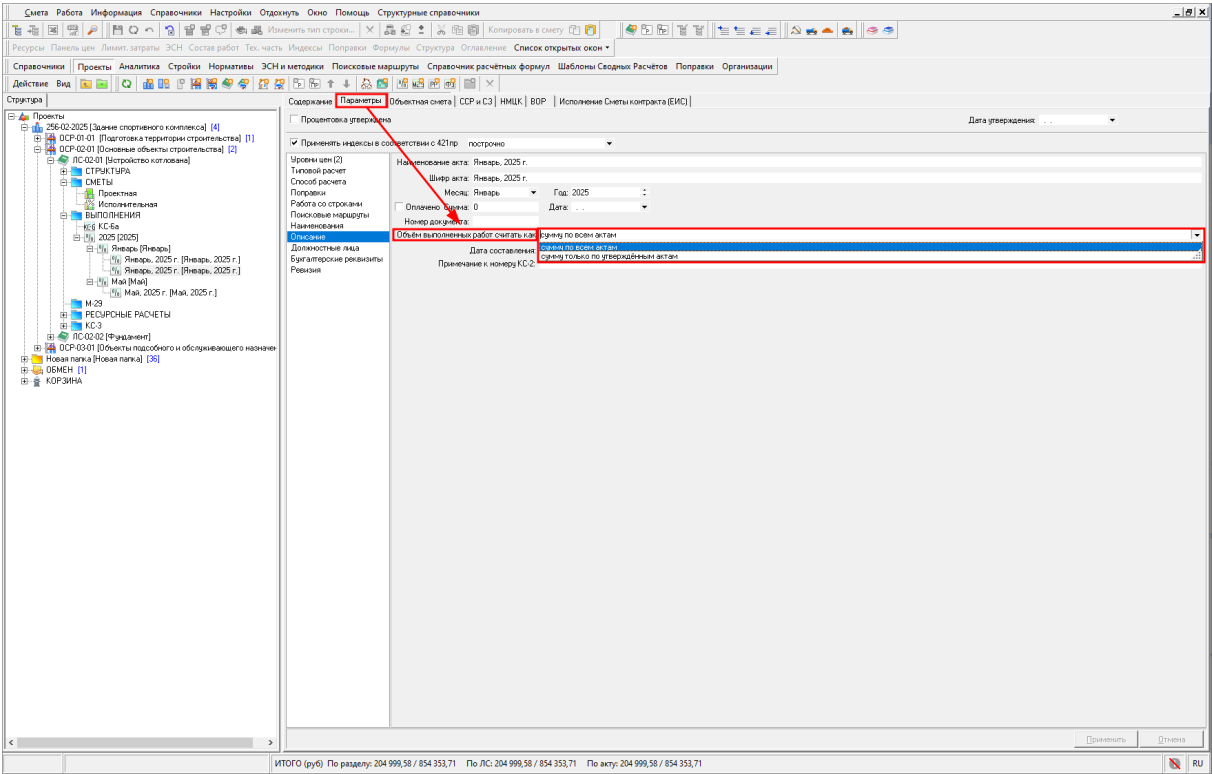 Смета Работа Информация Справочники Настройки Отдохнуть Окно Помощь Структурные справочники
Изменить тип строки... Копировать в смету
Ресурсы Панель цен Лимит. затраты ЭСН Состав работ Тех. часть Индексы Поправки Формулы Структура Оглавление Список открытых окон
Справочники Проекты Аналитика Стройки Нормативы ЭСН и методики Поисковые маршруты Справочник расчётных формул Шаблоны Сводных Расчётов Поправки Организации
Действие Вид
Структура
Содержание Параметры Объектная смета ССР и СЗ НМЦК ВОР Исполнение Сметы контракта (ЕИС)
Проекты
256-02-2025 [Здание спортивного комплекса] [4]
ОСР-01-01 [Подготовка территории строительства] [1]
ОСР-02-01 [Основные объекты строительства] [2]
ЛС-02-01 [Устройство котлована]
СТРУКТУРА
СМЕТЫ
Проектная
Исполнительная
ВЫПОЛНЕНИЯ
КС-6 КС-6а
2025 [2025]
Январь [Январь]
Январь, 2025 г. [Январь, 2025 г.]
Январь, 2025 г. [Январь, 2025 г.]
Май [Май]
Май, 2025 г. [Май, 2025 г.]
М-29
РЕСУРСНЫЕ РАСЧЕТЫ
КС-3
ЛС-02-02 [Фундамент]
ОСР-03-01 [Объекты подсобного и обслуживающего назначен
Новая папка [Новая папка] [36]
ОБМЕН [1]
КОРЗИНА
Процентовка утверждена
Дата утверждения: . .
Применять индексы в соответствии с 421пр построчно
Уровни цен (2)
Типовой расчет
Способ расчета
Поправки
Работа со строками
Поисковые маршруты
Наименования
Описание
Должностные лица
Бухгалтерские реквизиты
Ревизия
Наименование акта: Январь, 2025 г.
Шифр акта: Январь, 2025 г.
Месяц: Январь Год: 2025
Оплачено Сумма: 0 Дата: . .
Номер документа:
Объём выполненных работ считать как: сумму по всем актам
сумму по всем актам
сумму только по утверждённым актам
Дата составления:
Примечание к номеру КС-2:
Применить Отмена
ИТОГО (руб) По разделу: 204 999,58 / 854 353,71 По ЛС: 204 999,58 / 854 353,71 По акту: 204 999,58 / 854 353,71
RU